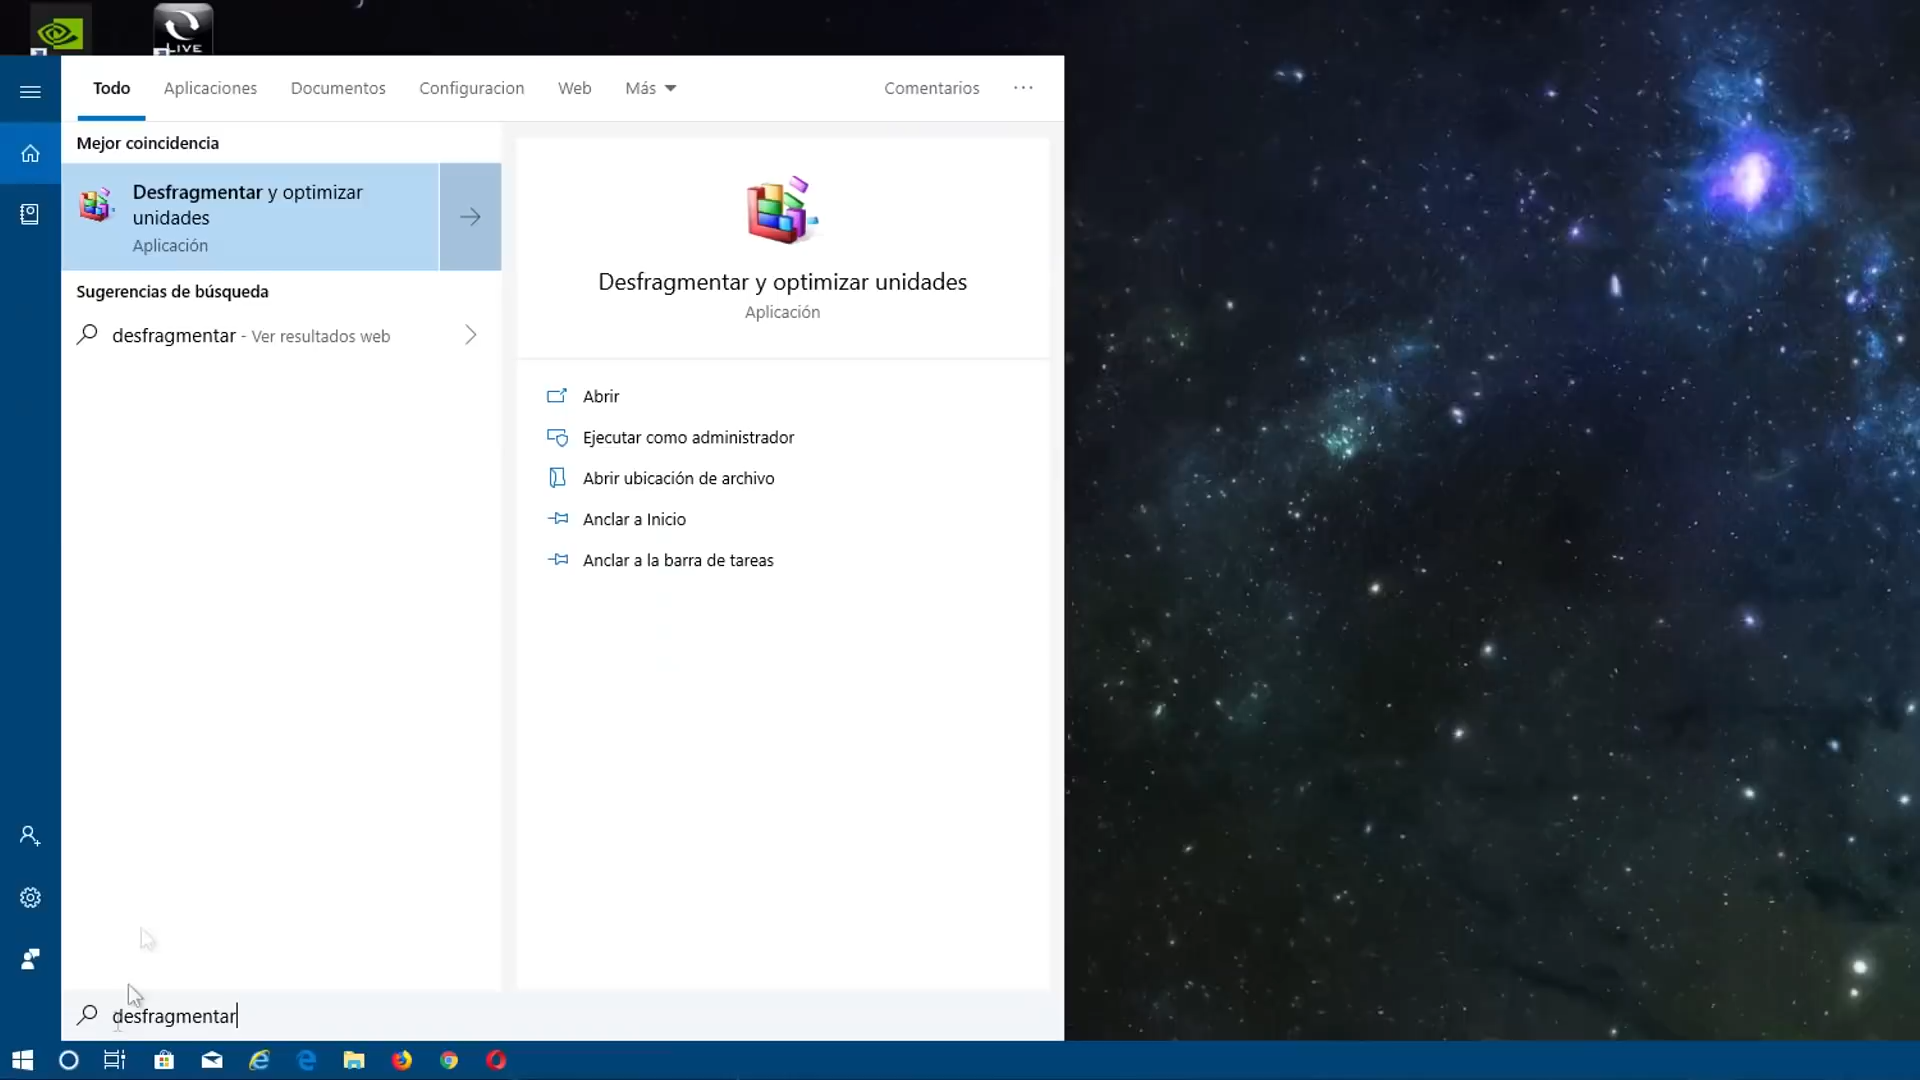 LIVE
Todo Aplicaciones Documentos Configuracion Web Más Comentarios ...
Mejor coincidencia
Desfragmentar y optimizar
unidades
Aplicación
Sugerencias de búsqueda
desfragmentar - Ver resultados web
Desfragmentar y optimizar unidades
Aplicación
Abrir
Ejecutar como administrador
Abrir ubicación de archivo
Anclar a Inicio
Anclar a la barra de tareas
desfragmentar